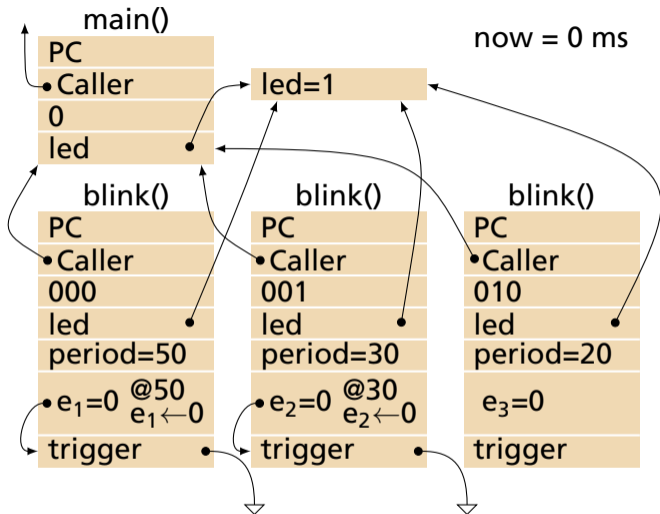 main()
PC
Caller
0
led
led=1
now = 0 ms
blink()
PC
Caller
000
led
period=50
e₁=0 @50
e₁←0
trigger
blink()
PC
Caller
001
led
period=30
e₂=0 @30
e₂←0
trigger
blink()
PC
Caller
010
led
period=20
e₃=0
trigger